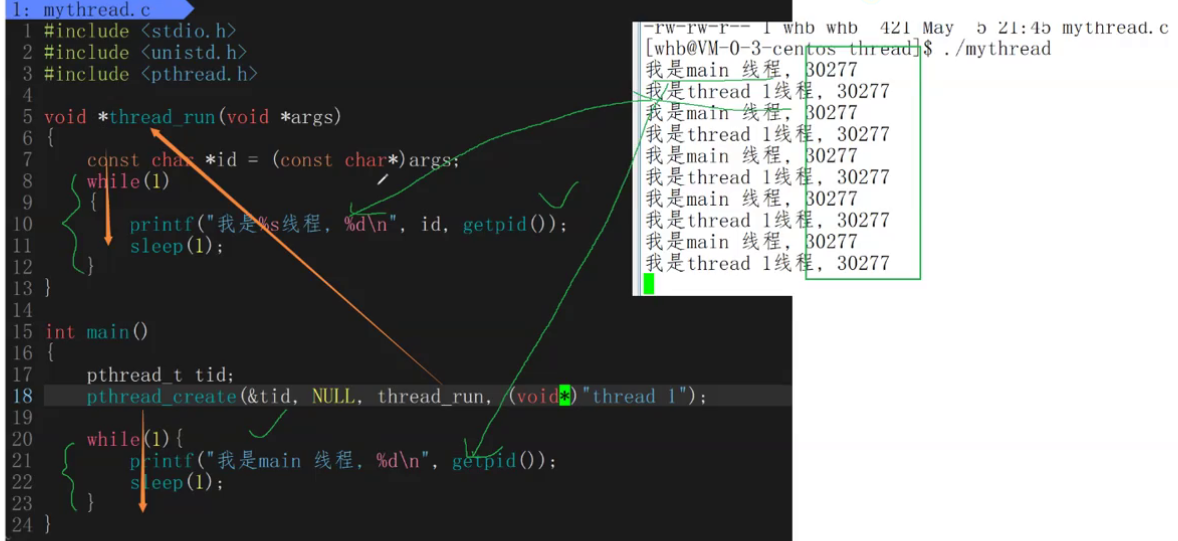 1: mythread.c
1 #include <stdio.h>
2 #include <unistd.h>
3 #include <pthread.h>
4
5 void *thread_run(void *args)
6 {
7     const char *id = (const char*)args;
8     while(1)
9     {
10         printf("我是%s线程, %d\n", id, getpid());
11         sleep(1);
12     }
13 }
14
15 int main()
16 {
17     pthread_t tid;
18     pthread_create(&tid, NULL, thread_run, (void*)"thread 1");
19
20     while(1){
21         printf("我是main 线程, %d\n", getpid());
22         sleep(1);
23     }
24 }
-rw-rw-r-- 1 whb whb  421 May  5 21:45 mythread.c
[whb@VM-0-3-centos thread]$ ./mythread
我是main 线程, 30277
我是thread 1线程, 30277
我是main 线程, 30277
我是thread 1线程, 30277
我是main 线程, 30277
我是thread 1线程, 30277
我是main 线程, 30277
我是thread 1线程, 30277
我是main 线程, 30277
我是thread 1线程, 30277